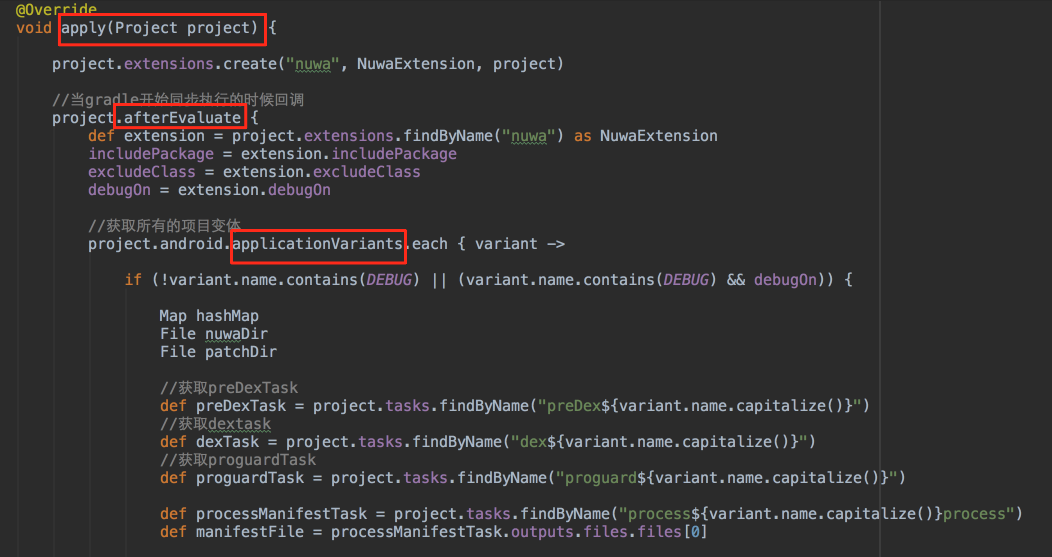 @Override
void apply(Project project) {
project.extensions.create("nuwa", NuwaExtension, project)
//当gradle开始同步执行的时候回调
project.afterEvaluate {
def extension = project.extensions.findByName("nuwa") as NuwaExtension
includePackage = extension.includePackage
excludeClass = extension.excludeClass
debugOn = extension.debugOn
//获取所有的项目变体
project.android.applicationVariants.each { variant ->
if (!variant.name.contains(DEBUG) || (variant.name.contains(DEBUG) && debugOn)) {
Map hashMap
File nuwaDir
File patchDir
//获取preDexTask
def preDexTask = project.tasks.findByName("preDex${variant.name.capitalize()}")
//获取dextask
def dexTask = project.tasks.findByName("dex${variant.name.capitalize()}")
//获取proguardTask
def proguardTask = project.tasks.findByName("proguard${variant.name.capitalize()}")
def processManifestTask = project.tasks.findByName("process${variant.name.capitalize()}process")
def manifestFile = processManifestTask.outputs.files.files[0]